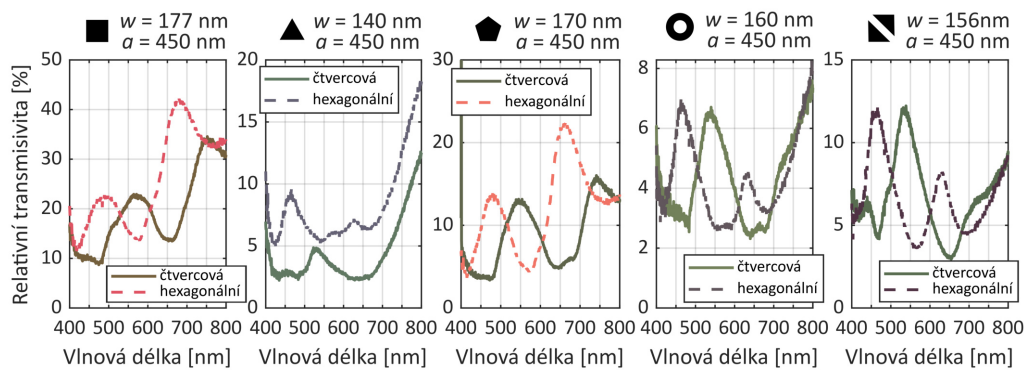 w = 177 nm
a = 450 nm
w = 140 nm
a = 450 nm
w = 170 nm
a = 450 nm
w = 160 nm
a = 450 nm
w = 156nm
a = 450 nm
Relativní transmisivita [%]
50
40
30
20
10
0
400 500 600 700 800
Vlnová délka [nm]
čtvercová
hexagonální
20
15
10
5
0
400 500 600 700 800
Vlnová délka [nm]
čtvercová
hexagonální
30
20
10
0
400 500 600 700 800
Vlnová délka [nm]
čtvercová
hexagonální
8
6
4
2
0
400 500 600 700 800
Vlnová délka [nm]
čtvercová
hexagonální
15
10
5
0
400 500 600 700 800
Vlnová délka [nm]
čtvercová
hexagonální